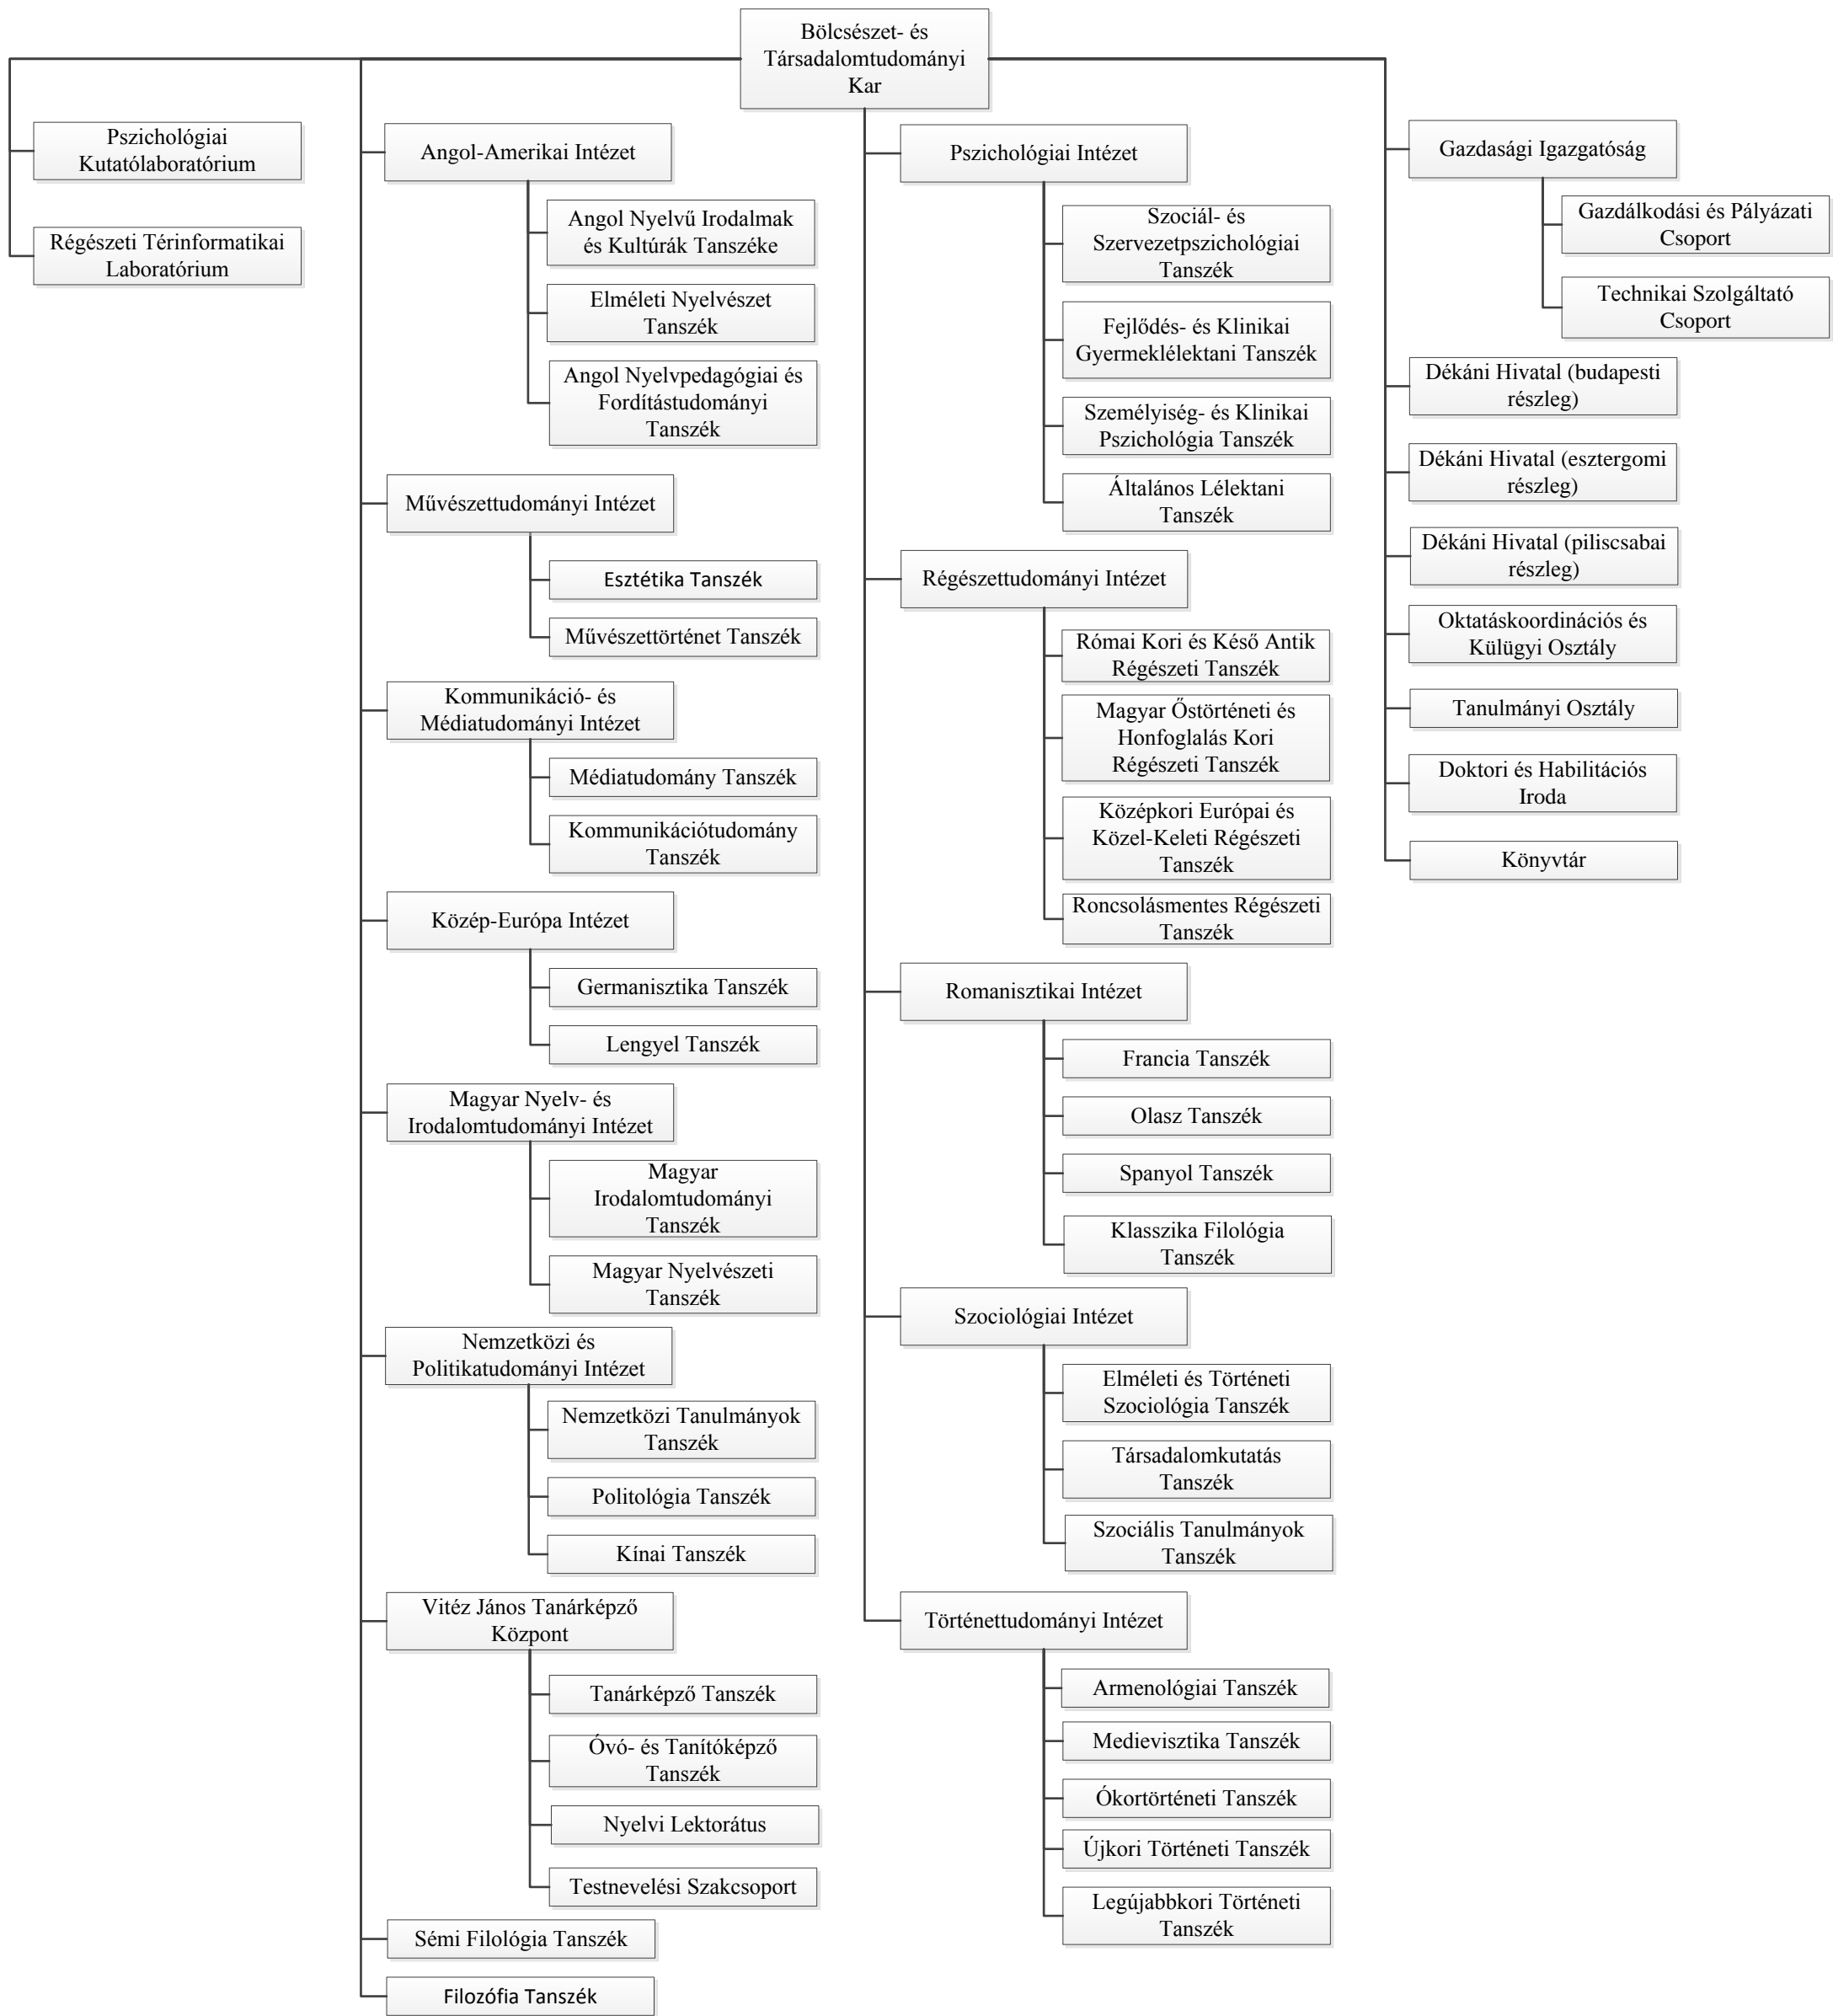 Bölcsészet- és
Társadalomtudományi
Kar
Pszichológiai
Kutatólaboratórium
Régészeti Térinformatikai
Laboratórium
Angol-Amerikai Intézet
Angol Nyelvű Irodalmak
és Kultúrák Tanszéke
Elméleti Nyelvészet
Tanszék
Angol Nyelvpedagógiai és
Fordítástudományi
Tanszék
Művészettudományi Intézet
Esztétika Tanszék
Művészettörténet Tanszék
Kommunikáció- és
Médiatudományi Intézet
Médiatudomány Tanszék
Kommunikációtudomány
Tanszék
Közép-Európa Intézet
Germanisztika Tanszék
Lengyel Tanszék
Magyar Nyelv- és
Irodalomtudományi Intézet
Magyar
Irodalomtudományi
Tanszék
Magyar Nyelvészeti
Tanszék
Nemzetközi és
Politikatudományi Intézet
Nemzetközi Tanulmányok
Tanszék
Politológia Tanszék
Kínai Tanszék
Vitéz János Tanárképző
Központ
Tanárképző Tanszék
Óvó- és Tanítóképző
Tanszék
Nyelvi Lektorátus
Testnevelési Szakcsoport
Sémi Filológia Tanszék
Filozófia Tanszék
Pszichológiai Intézet
Szociál- és
Szervezetpszichológiai
Tanszék
Fejlődés- és Klinikai
Gyermeklélektani Tanszék
Személyiség- és Klinikai
Pszichológia Tanszék
Általános Lélektani
Tanszék
Régészettudományi Intézet
Római Kori és Késő Antik
Régészeti Tanszék
Magyar Őstörténeti és
Honfoglalás Kori
Régészeti Tanszék
Középkori Európai és
Közel-Keleti Régészeti
Tanszék
Roncsolásmentes Régészeti
Tanszék
Romanisztikai Intézet
Francia Tanszék
Olasz Tanszék
Spanyol Tanszék
Klasszika Filológia
Tanszék
Szociológiai Intézet
Elméleti és Történeti
Szociológia Tanszék
Társadalomkutatás
Tanszék
Szociális Tanulmányok
Tanszék
Történettudományi Intézet
Armenológiai Tanszék
Medievisztika Tanszék
Ókortörténeti Tanszék
Újkori Történeti Tanszék
Legújabbkori Történeti
Tanszék
Gazdasági Igazgatóság
Gazdálkodási és Pályázati
Csoport
Technikai Szolgáltató
Csoport
Dékáni Hivatal (budapesti
részleg)
Dékáni Hivatal (esztergomi
részleg)
Dékáni Hivatal (piliscsabai
részleg)
Oktatáskoordinációs és
Külügyi Osztály
Tanulmányi Osztály
Doktori és Habilitációs
Iroda
Könyvtár